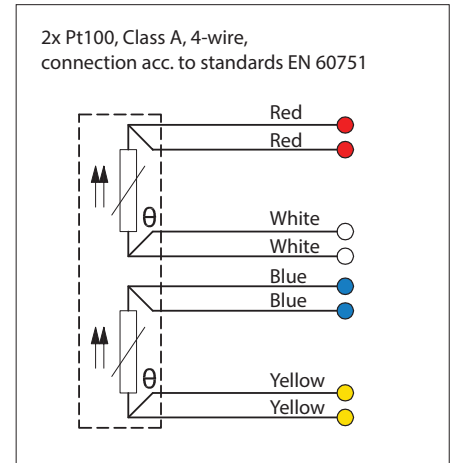 2x Pt100, Class A, 4-wire,
connection acc. to standards EN 60751
Red
Red
θ
White
White
Blue
Blue
θ
Yellow
Yellow